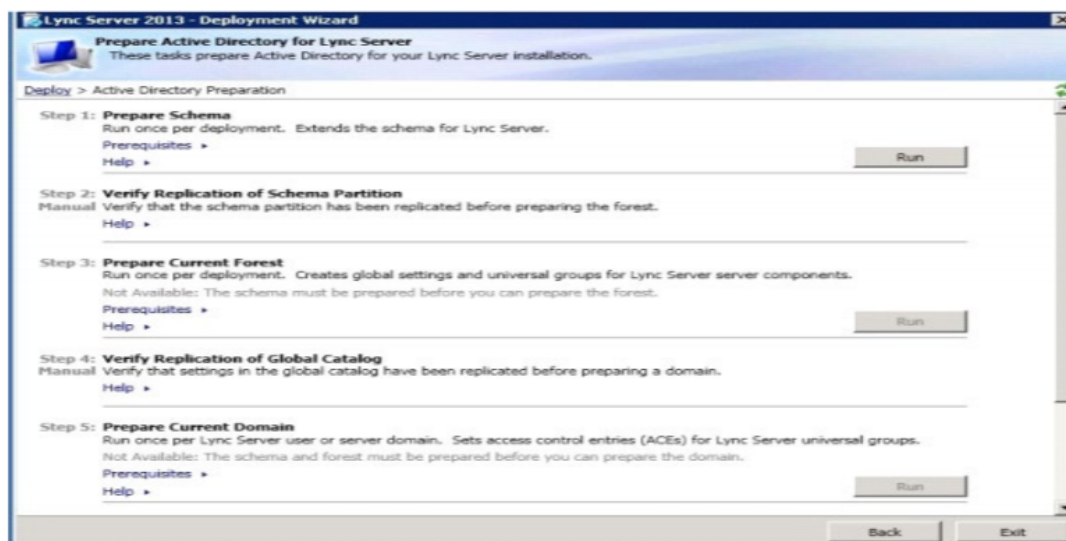 Lync Server 2013 - Deployment Wizard
Prepare Active Directory for Lync Server
These tasks prepare Active Directory for your Lync Server installation.
Deploy > Active Directory Preparation
Step 1: Prepare Schema
Run once per deployment. Extends the schema for Lync Server.
Prerequisites
Help
Run
Step 2: Verify Replication of Schema Partition
Manual Verify that the schema partition has been replicated before preparing the forest.
Help
Step 3: Prepare Current Forest
Run once per deployment. Creates global settings and universal groups for Lync Server server components.
Not Available: The schema must be prepared before you can prepare the forest.
Prerequisites
Help
Run
Step 4: Verify Replication of Global Catalog
Manual Verify that settings in the global catalog have been replicated before preparing a domain.
Help
Step 5: Prepare Current Domain
Run once per Lync Server user or server domain. Sets access control entries (ACEs) for Lync Server universal groups.
Not Available: The schema and forest must be prepared before you can prepare the domain.
Prerequisites
Help
Run
Back Exit